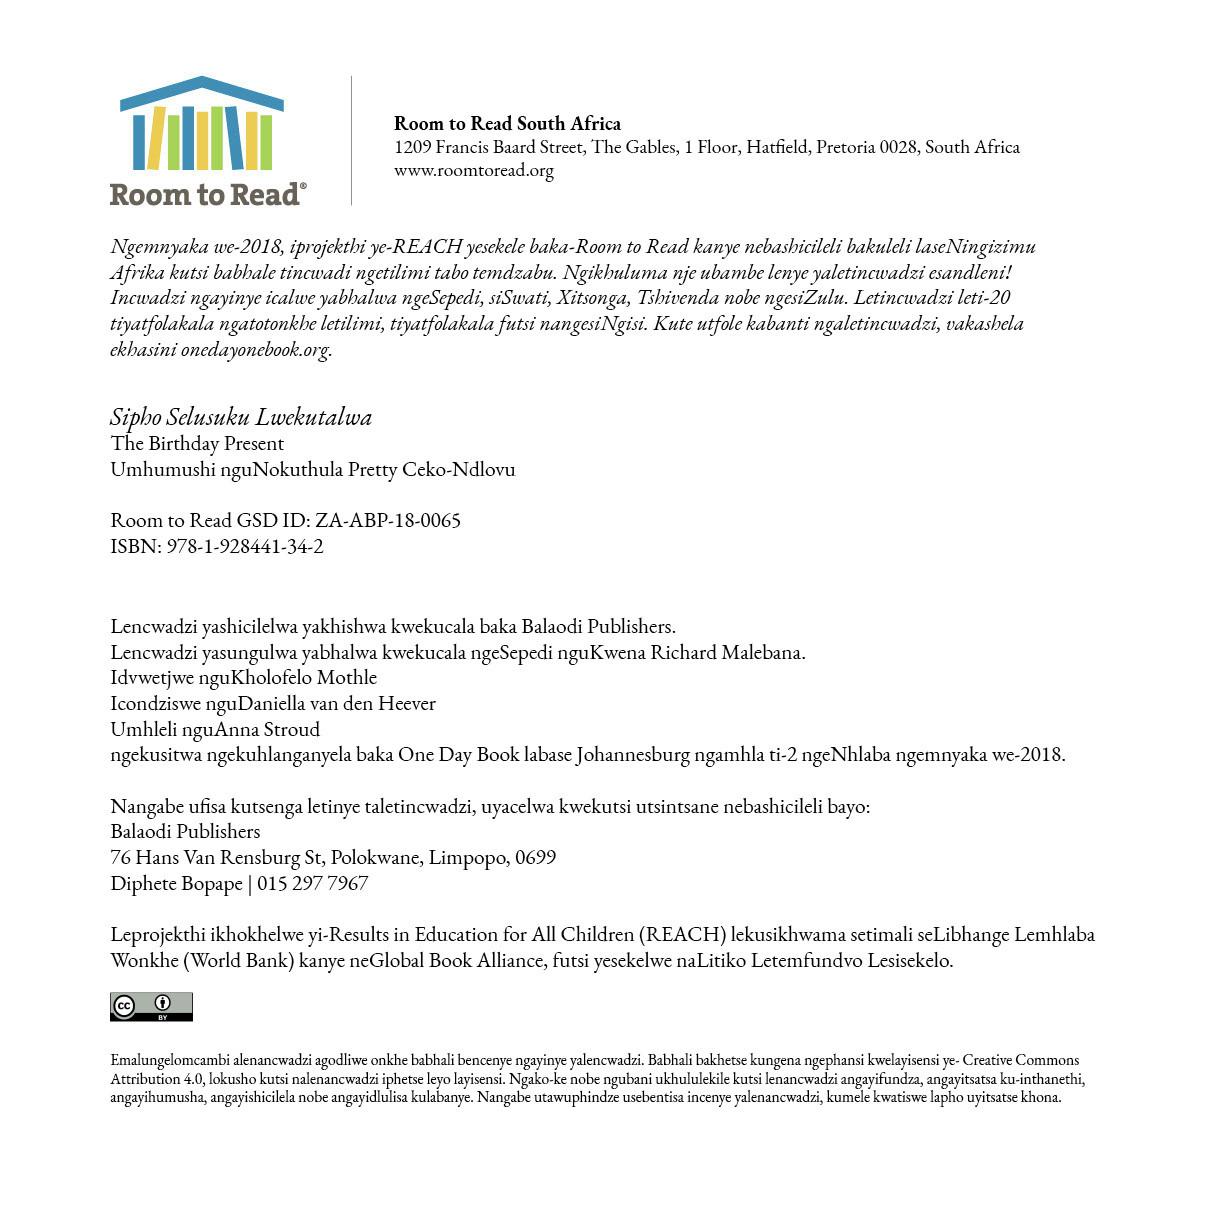 Room to Read®
Room to Read South Africa
1209 Francis Baard Street, The Gables, 1 Floor, Hatfield, Pretoria 0028, South Africa
www.roomtoread.org
Ngemnyaka we-2018, iprojekthi ye-REACH yesekele baka-Room to Read kanye nebashicileli bakuleli laseNingizimu
Afrika kutsi babhale tincwadi ngetilimi tabo temdzabu. Ngikhuluma nje ubambe lenye yaletincwadzi esandleni!
Incwadzi ngayinye icalwe yabhalwa ngeSepedi, siSwati, Xitsonga, Tshivenda nobe ngesiZulu. Letincwadzi leti-20
tiyatfolakala ngatotonkhe letilimi, tiyatfolakala futsi nangesiNgisi. Kute utfole kabanti ngaletincwadzi, vakashela
ekhasini onedayonebook.org.
Sipho Selusuku Lwekutalwa
The Birthday Present
Umhumushi nguNokuthula Pretty Ceko-Ndlovu
Room to Read GSD ID: ZA-ABP-18-0065
ISBN: 978-1-928441-34-2
Lencwadzi yashicilelwa yakhishwa kwekucala baka Balaodi Publishers.
Lencwadzi yasungulwa yabhalwa kwekucala ngeSepedi nguKwena Richard Malebana.
Idvwetjwe nguKholofelo Mothle
Icondziswe nguDaniella van den Heever
Umhleli nguAnna Stroud
ngekusitwa ngekuhlanganyela baka One Day Book labase Johannesburg ngamhla ti-2 ngeNhlaba ngemnyaka we-2018.
Nangabe ufisa kutsenga letinye taletincwadzi, uyacelwa kwekutsi utsintsane nebashicileli bayo:
Balaodi Publishers
76 Hans Van Rensburg St, Polokwane, Limpopo, 0699
Diphete Bopape | 015 297 7967
Leprojekthi ikhokhelwe yi-Results in Education for All Children (REACH) lekusikhwama setimali seLibhange Lemhlaba
Wonkhe (World Bank) kanye neGlobal Book Alliance, futsi yesekelwe naLitiko Letemfundvo Lesisekelo.
cc BY
Emalungelomcambi alenancwadzi agodliwe onkhe babhali bencenye ngayinye yalencwadzi. Babhali bakhetse kungena ngephansi kwelayisensi ye- Creative Commons
Attribution 4.0, lokusho kutsi nalenancwadzi iphetse leyo layisensi. Ngako-ke nobe ngubani ukhululekile kutsi lenancwadzi angayifundza, angayitsatsa ku-inthanethi,
angayihumusha, angayishicilela nobe angayidlulisa kulabanye. Nangabe utawuphindze usebentisa incenye yalenancwadzi, kumele kwatiswe lapho uyitsatse khona.